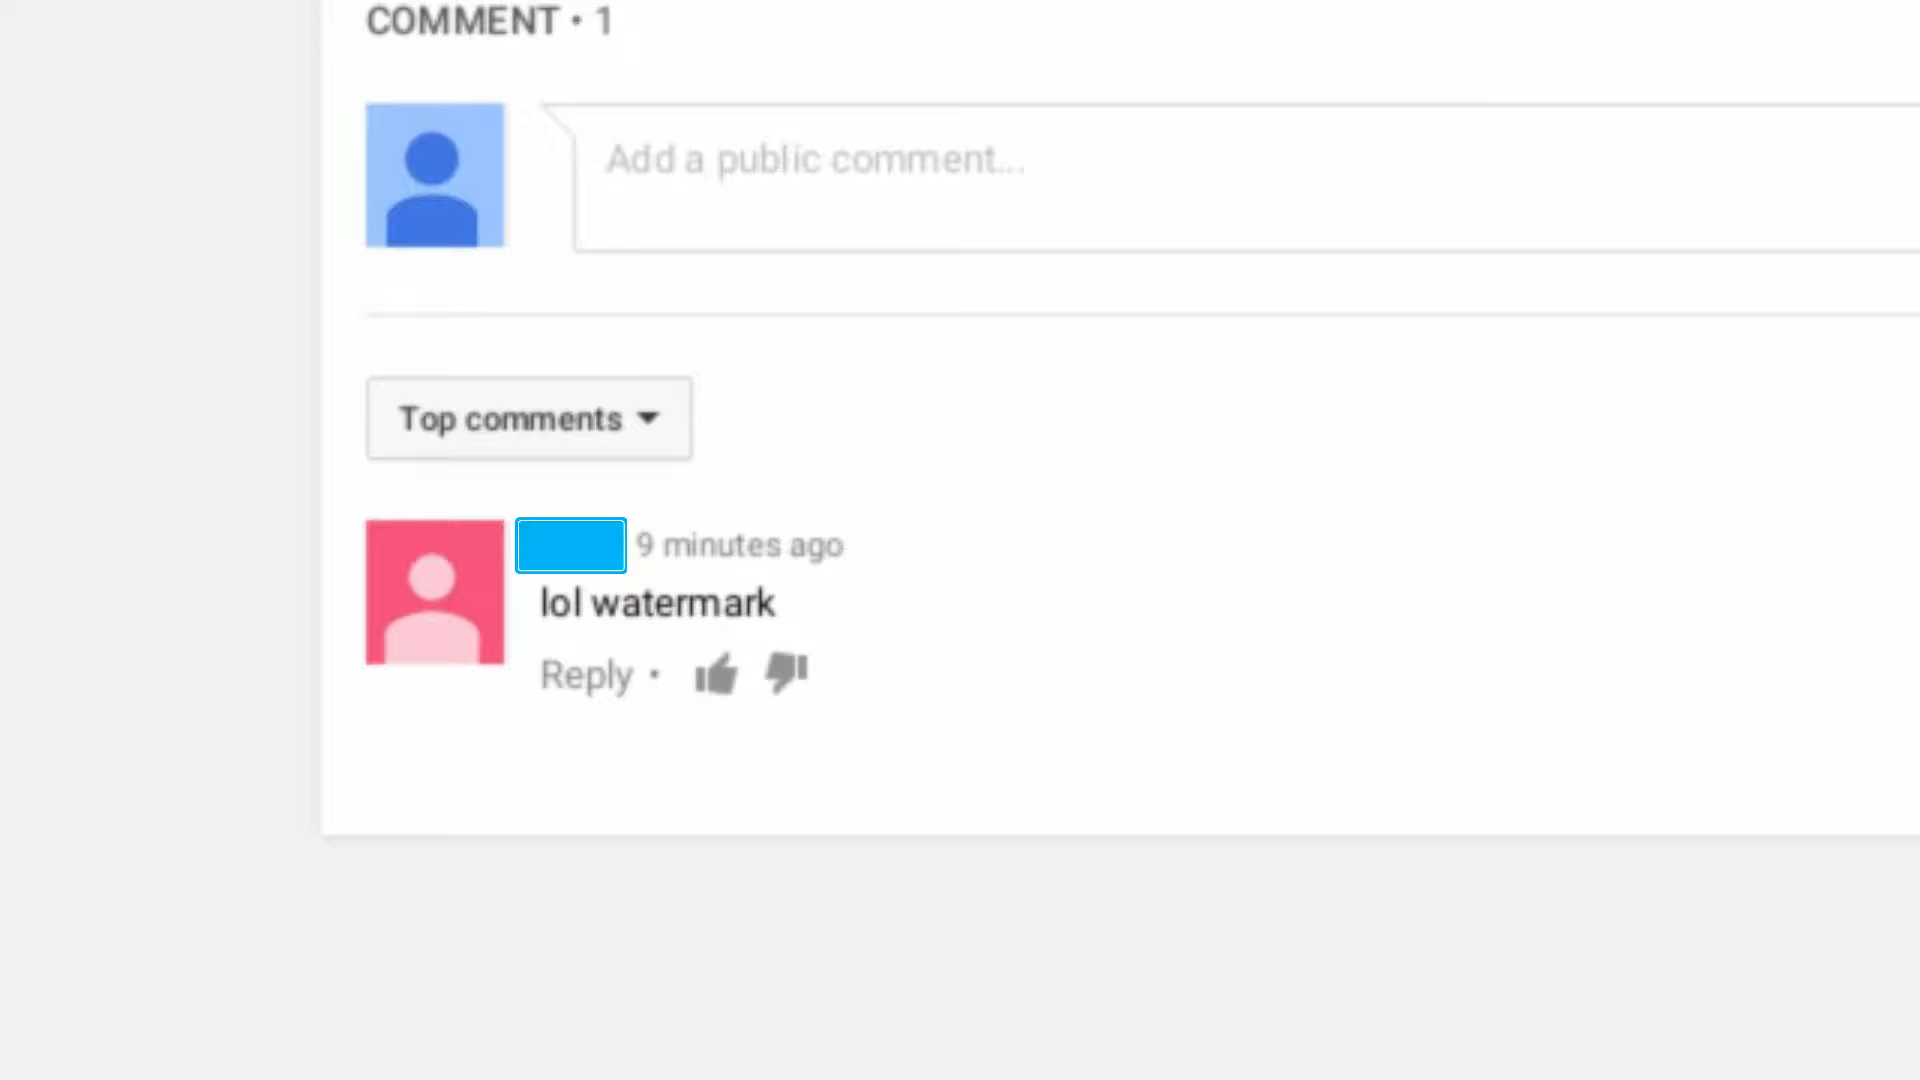 COMMENT • 1
Add a public comment...
Top comments
9 minutes ago
lol watermark
Reply •